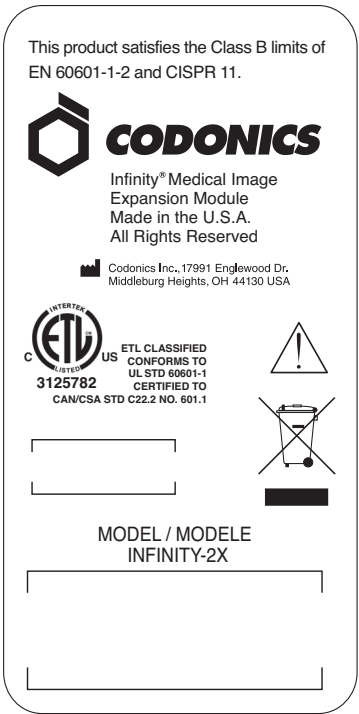 This product satisfies the Class B limits of
EN 60601-1-2 and CISPR 11.
CODONICS
Infinity® Medical Image
Expansion Module
Made in the U.S.A.
All Rights Reserved
Codonics Inc., 17991 Englewood Dr.
Middleburg Heights, OH 44130 USA
INTERTEK
ETL
CM
LISTED
C US
3125782
ETL CLASSIFIED
CONFORMS TO
UL STD 60601-1
CERTIFIED TO
CAN/CSA STD C22.2 NO. 601.1
MODEL / MODELE
INFINITY-2X